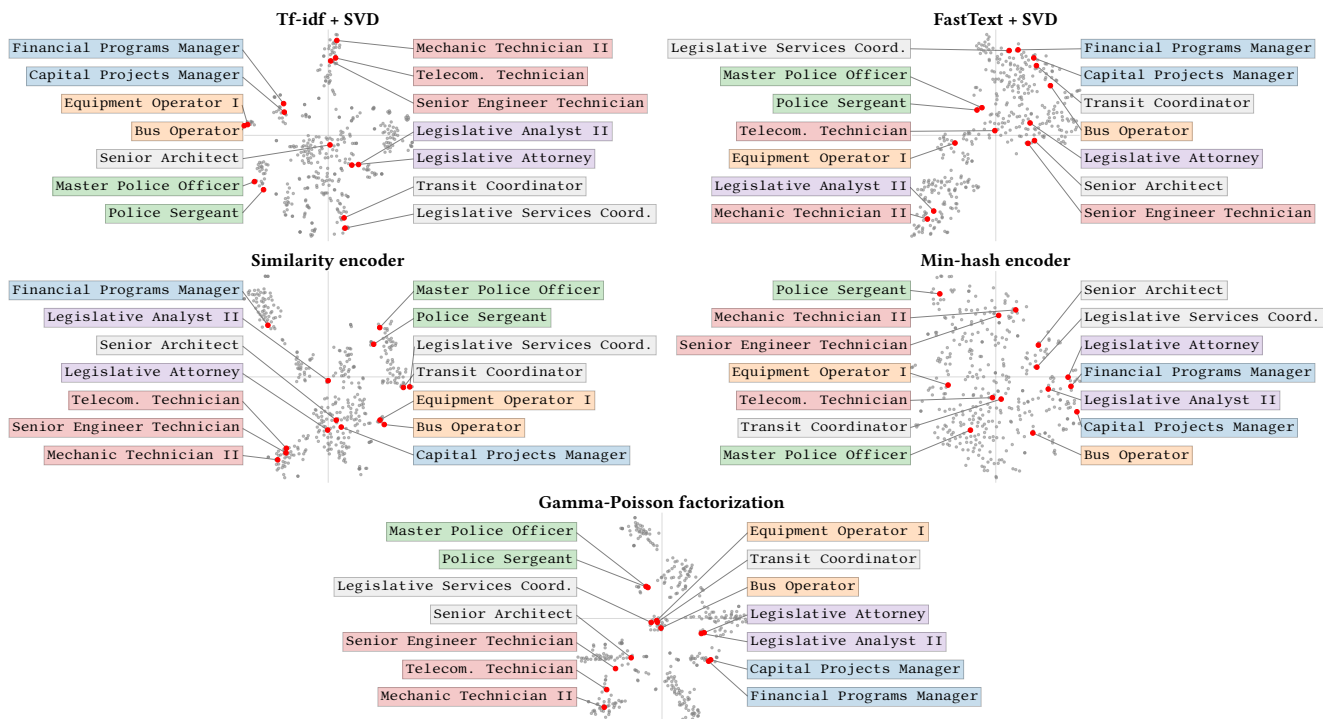 Tf-idf + SVD
Financial Programs Manager
Capital Projects Manager
Equipment Operator I
Bus Operator
Senior Architect
Master Police Officer
Police Sergeant
Mechanic Technician II
Telecom. Technician
Senior Engineer Technician
Legislative Analyst II
Legislative Attorney
Transit Coordinator
Legislative Services Coord.
FastText + SVD
Legislative Services Coord.
Master Police Officer
Police Sergeant
Telecom. Technician
Equipment Operator I
Legislative Analyst II
Mechanic Technician II
Financial Programs Manager
Capital Projects Manager
Transit Coordinator
Bus Operator
Legislative Attorney
Senior Architect
Senior Engineer Technician
Similarity encoder
Financial Programs Manager
Legislative Analyst II
Senior Architect
Legislative Attorney
Telecom. Technician
Senior Engineer Technician
Mechanic Technician II
Master Police Officer
Police Sergeant
Legislative Services Coord.
Transit Coordinator
Equipment Operator I
Bus Operator
Capital Projects Manager
Min-hash encoder
Police Sergeant
Mechanic Technician II
Senior Engineer Technician
Equipment Operator I
Telecom. Technician
Transit Coordinator
Master Police Officer
Senior Architect
Legislative Services Coord.
Legislative Attorney
Financial Programs Manager
Legislative Analyst II
Capital Projects Manager
Bus Operator
Gamma-Poisson factorization
Master Police Officer
Police Sergeant
Legislative Services Coord.
Senior Architect
Senior Engineer Technician
Telecom. Technician
Mechanic Technician II
Equipment Operator I
Transit Coordinator
Bus Operator
Legislative Attorney
Legislative Analyst II
Capital Projects Manager
Financial Programs Manager